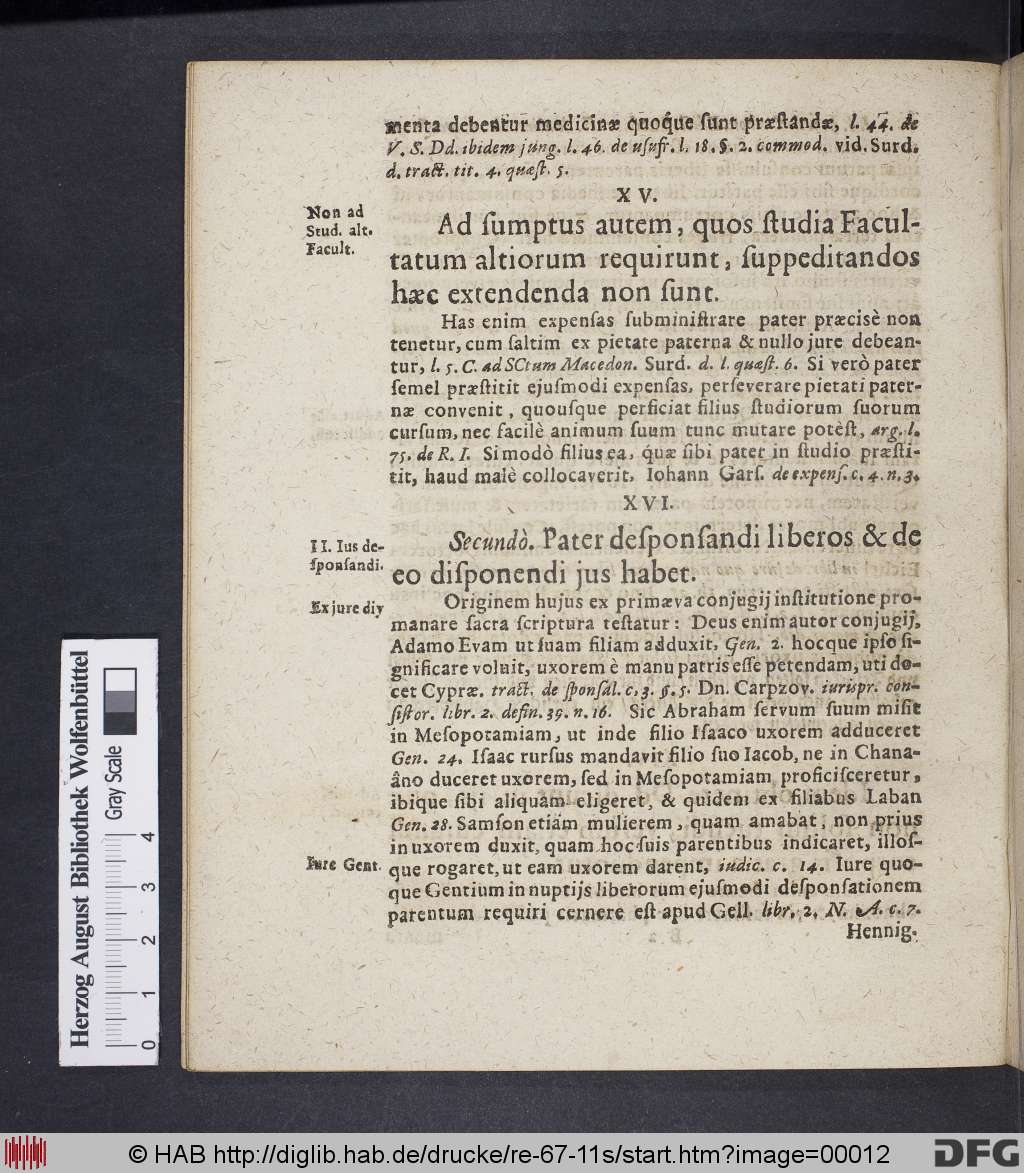 menta debentur medicinæ quoque ſunt præſtandæ, l. 44. de
V. S. Dd. ibidem jung. l. 46. de uſufr. l. 18. §. 2. commod. vid. Surd.
d. tract. tit. 4. quæſt. 5.
XV.
Non ad
Stud. alt.
Facult.
Ad ſumptus autem, quos ſtudia Facul-
tatum altiorum requirunt, ſuppeditandos
hæc extendenda non ſunt.
Has enim expenſas ſubminiſtrare pater præcisè non
tenetur, cum ſaltim ex pietate paterna & nullo jure debean-
tur, l. 5. C. ad SCtum Macedon. Surd. d. l. quæſt. 6. Si verò pater
ſemel præſtitit ejuſmodi expenſas, perſeverare pietati pater-
næ convenit, quouſque perficiat filius ſtudiorum ſuorum
curſum, nec facilè animum ſuum tunc mutare poteſt, arg. l.
75. de R. I. Si modò filius ea, quæ ſibi pater in ſtudio præſti-
tit, haud malè collocaverit, Iohann Garſ. de expenſ. c. 4. n. 3.
XVI.
II. Ius de-
ſponſandi.
Secundò. Pater deſponſandi liberos & de
eo diſponendi jus habet.
Ex jure div
Originem hujus ex primæva conjugij inſtitutione pro-
manare ſacra ſcriptura teſtatur: Deus enim autor conjugij,
Adamo Evam ut ſuam filiam adduxit, Gen. 2. hocque ipſo ſi-
gnificare voluit, uxorem è manu patris eſſe petendam, uti do-
cet Cypræ. tract. de ſponſal. c. 3. §. 5. Dn. Carpzov. iurispr. con-
ſiſtor. libr. 2. defin. 39. n. 16. Sic Abraham ſervum ſuum miſit
in Meſopotamiam, ut inde filio Iſaaco uxorem adduceret
Gen. 24. Iſaac rurſus mandavit filio ſuo Iacob, ne in Chana-
âno duceret uxorem, ſed in Meſopotamiam proficiſceretur,
ibique ſibi aliquam eligeret, & quidem ex filiabus Laban
Gen. 28. Samſon etiam mulierem, quam amabat, non prius
in uxorem duxit, quam hoc ſuis parentibus indicaret, illoſ-
Iure Gent.
que rogaret, ut eam uxorem darent, iudic. c. 14. Iure quo-
que Gentium in nuptijs liberorum ejuſmodi deſponſationem
parentum requiri cernere eſt apud Gell. libr. 2. N. A. c. 7.
Hennig.
Herzog August Bibliothek Wolfenbüttel
Gray Scale
4
3
2
1
0
© HAB http://diglib.hab.de/drucke/re-67-11s/start.htm?image=00012
DFG